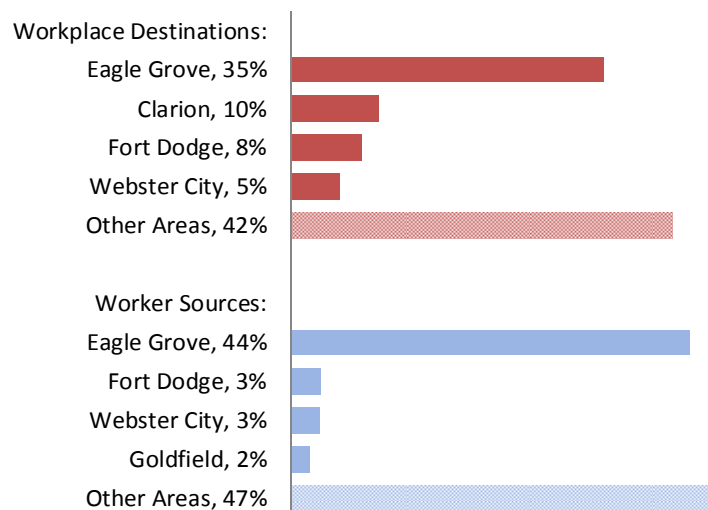 Workplace Destinations:
Eagle Grove, 35%
Clarion, 10%
Fort Dodge, 8%
Webster City, 5%
Other Areas, 42%
Worker Sources:
Eagle Grove, 44%
Fort Dodge, 3%
Webster City, 3%
Goldfield, 2%
Other Areas, 47%